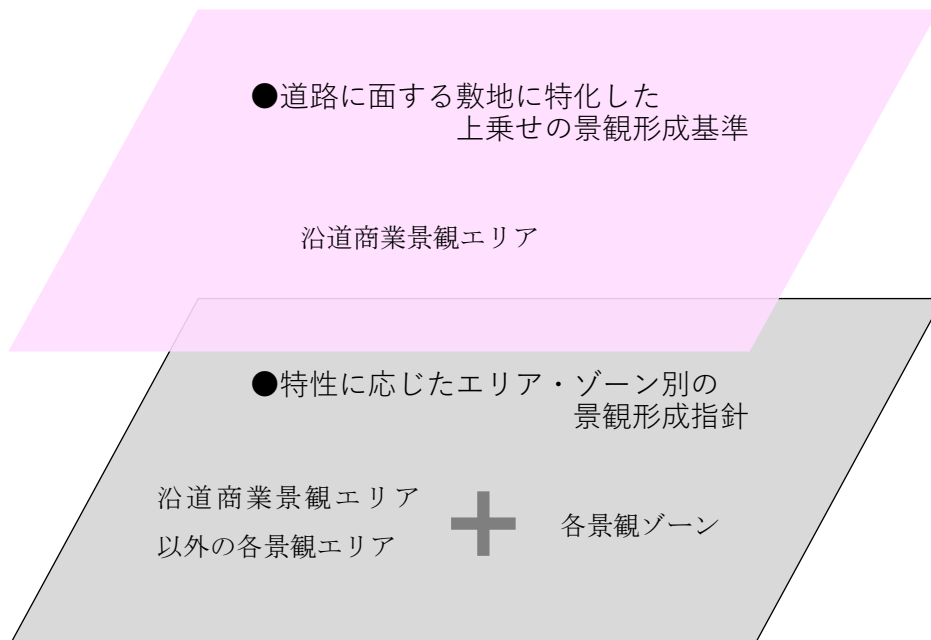 ●道路に面する敷地に特化した
上乗せの景観形成基準
沿道商業景観エリア
●特性に応じたエリア・ゾーン別の
景観形成指針
沿道商業景観エリア
以外の各景観エリア
各景観ゾーン